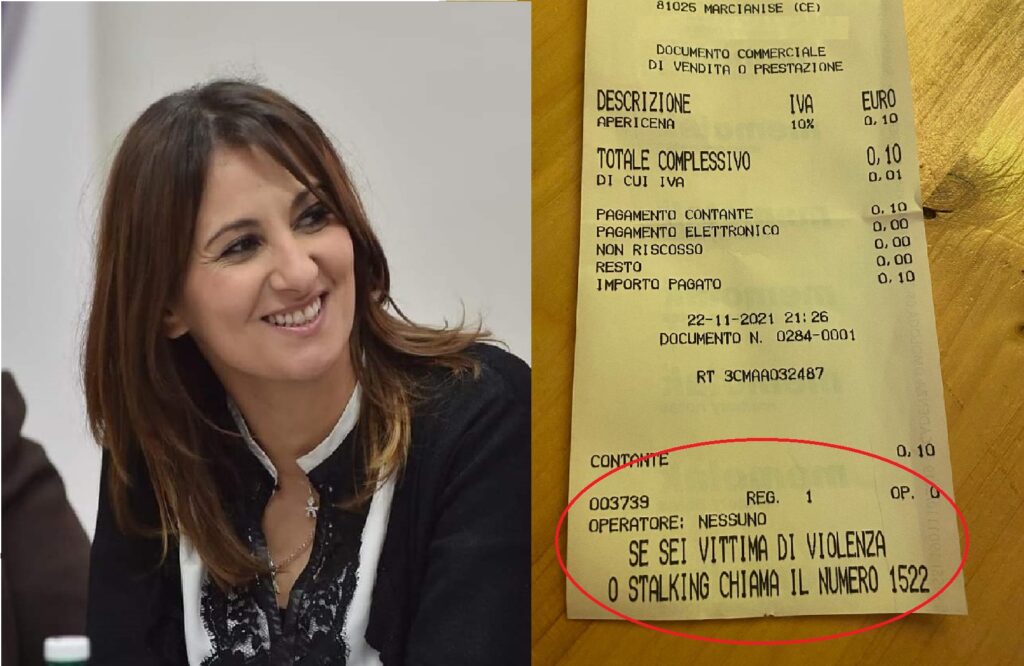 81025 MARCIANISE (CE)
DOCUMENTO COMMERCIALE
DI VENDITA O PRESTAZIONE
DESCRIZIONE IVA EURO
APERICENA 10% 0,10
TOTALE COMPLESSIVO 0,10
DI CUI IVA 0,01
PAGAMENTO CONTANTE 0,10
PAGAMENTO ELETTRONICO 0,00
NON RISCOSSO 0,00
RESTO 0,00
IMPORTO PAGATO 0,10
22-11-2021 21:26
DOCUMENTO N. 0284-0001
RT 3CMAA032487
CONTANTE 0,10
003739 REG. 1 OP. 0
OPERATORE: NESSUNO
SE SEI VITTIMA DI VIOLENZA
O STALKING CHIAMA IL NUMERO 1522